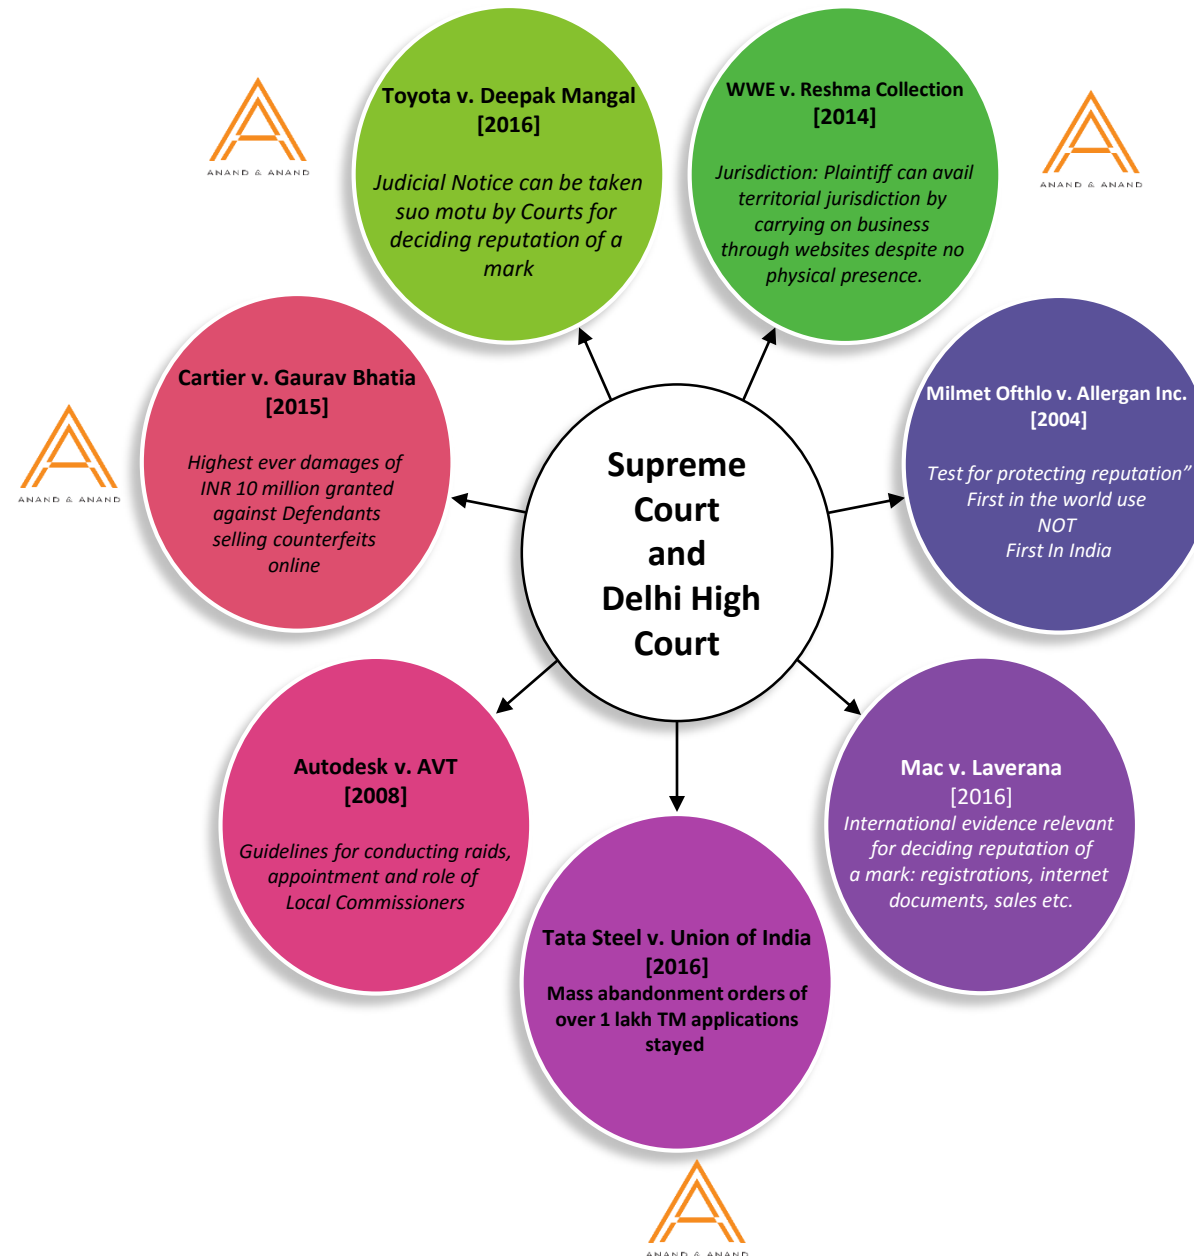 Toyota v. Deepak Mangal
[2016]
Judicial Notice can be taken
suo motu by Courts for
deciding reputation of a
mark
WWE v. Reshma Collection
[2014]
Jurisdiction: Plaintiff can avail
territorial jurisdiction by
carrying on business
through websites despite no
physical presence.
ANAND & ANAND
ANAND & ANAND
Cartier v. Gaurav Bhatia
[2015]
Highest ever damages of
INR 10 million granted
against Defendants
selling counterfeits
online
ANAND & ANAND
Supreme
Court
and
Delhi High
Court
Milmet Ofthlo v. Allergan Inc.
[2004]
Test for protecting reputation”
First in the world use
NOT
First In India
Autodesk v. AVT
[2008]
Guidelines for conducting raids,
appointment and role of
Local Commissioners
Mac v. Laverana
[2016]
International evidence relevant
for deciding reputation of
a mark: registrations, internet
documents, sales etc.
Tata Steel v. Union of India
[2016]
Mass abandonment orders of
over 1 lakh TM applications
stayed
ANAND & ANAND